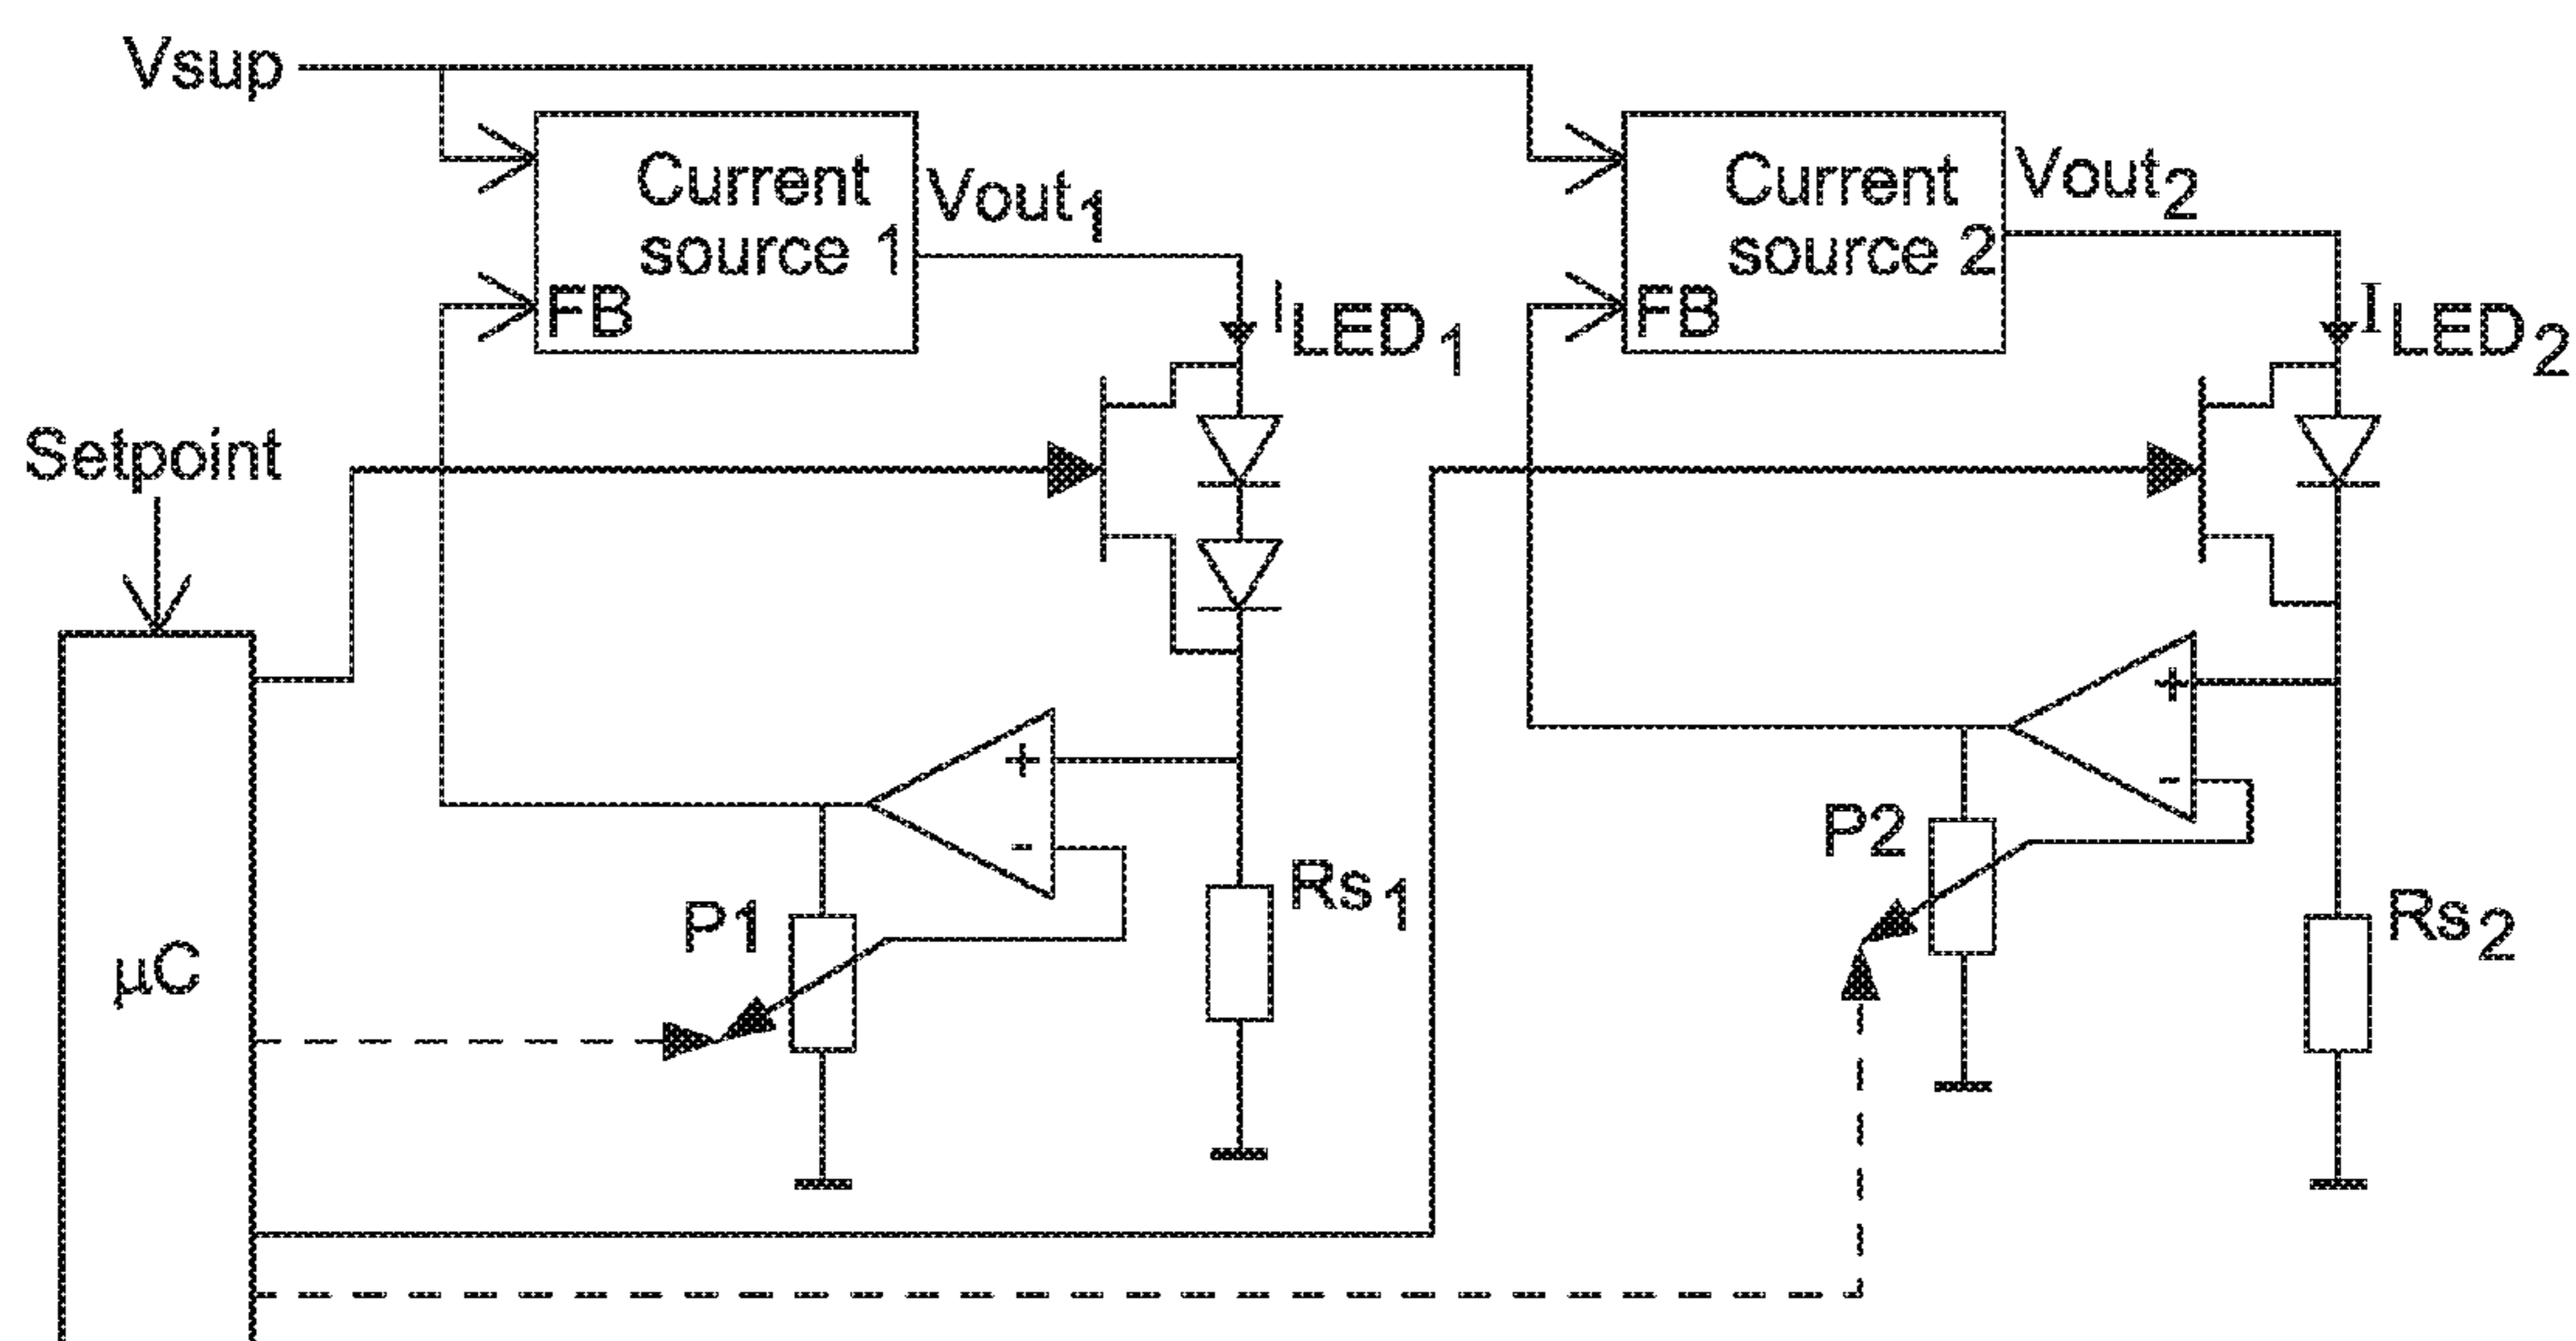 Vsup
Current
source 1
FB
Vout1
ILED1
Current
source 2
FB
Vout2
ILED2
Setpoint
μC
+
-
P1
Rs1
+
-
P2
Rs2